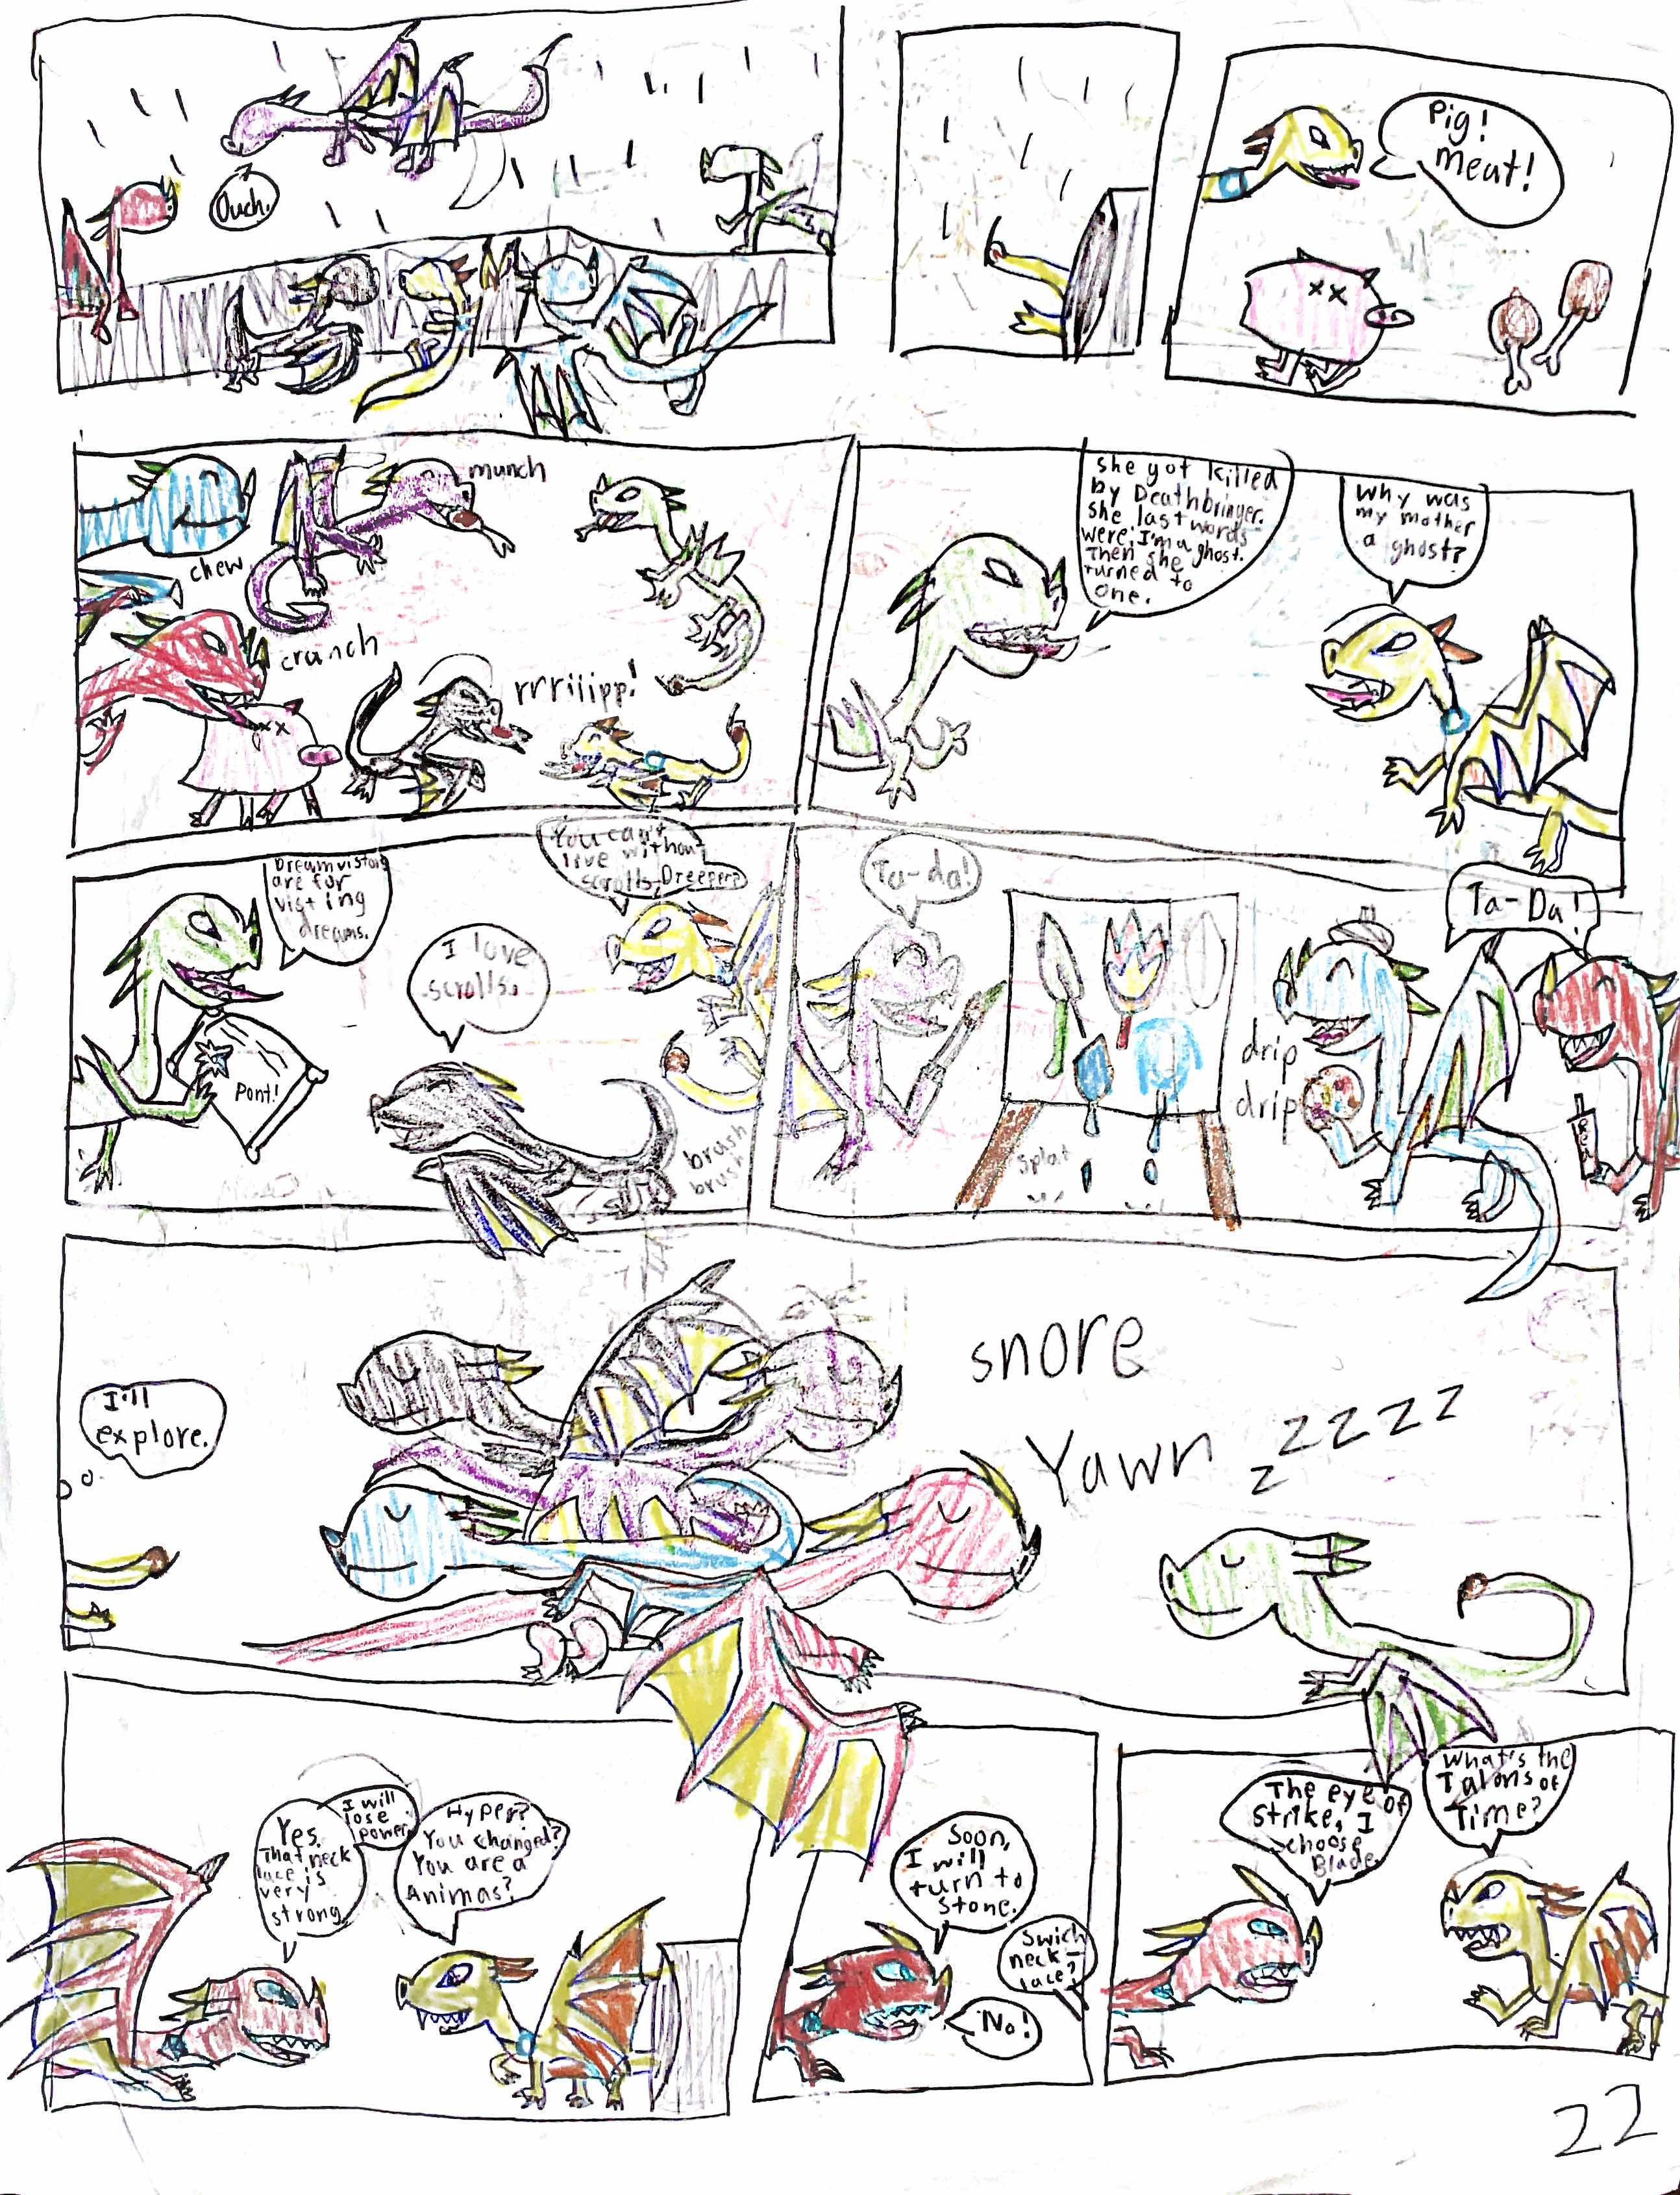 Ouch.
Pig!
Meat!
munch
chew
crunch
rrriiipp!
she got killed
by Deathbringer.
She last words
were: I'm a ghost.
Then she
turned to
one.
Why was
my mother
a ghost?
Dreamvistors
are for
visting
dreams.
Pont!
I love
scrolls.
You can't
live without
scrolls, Dreeper?
brush
brush
Ta-da!
splat
drip
drip
Ta-Da!
I'll
explore.
snore
Yawn
z z z z z
Yes.
That neck
lace is
very
strong.
I will
lose
power.
Hyper?
You changed?
You are a
Animas?
Soon,
I will
turn to
stone.
Swich
neck-
lace?
No!
The eye of
Strike, I
choose
Blade.
What's the
Talons of
Time?
22